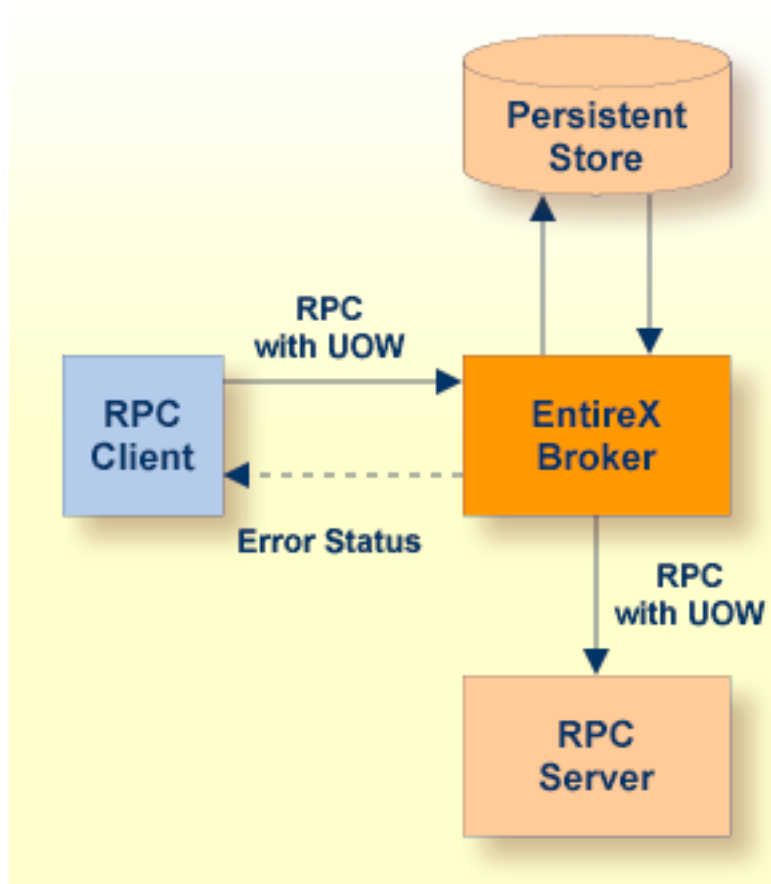 Persistent
Store
RPC
with UOW
RPC
Client
EntireX
Broker
Error Status
RPC
with UOW
RPC
Server